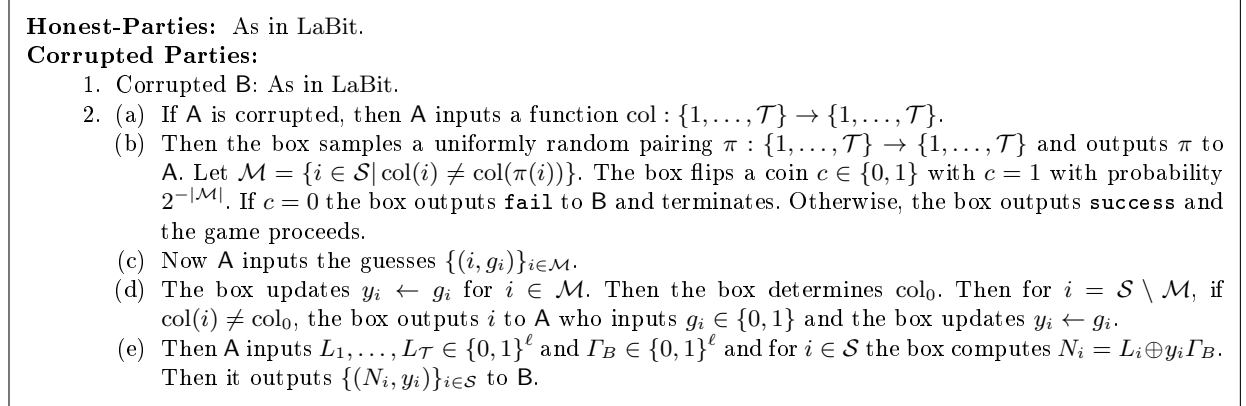 Honest-Parties: As in LaBit.
Corrupted Parties:
1. Corrupted B: As in LaBit.
2. (a) If A is corrupted, then A inputs a function col : {1, . . . , 𝒯} → {1, . . . , 𝒯}.
(b) Then the box samples a uniformly random pairing π : {1, . . . , 𝒯} → {1, . . . , 𝒯} and outputs π to
A. Let ℳ = {i ∈ 𝒮| col(i) ≠ col(π(i))}. The box flips a coin c ∈ {0, 1} with c = 1 with probability
2^{−|ℳ|}. If c = 0 the box outputs fail to B and terminates. Otherwise, the box outputs success and
the game proceeds.
(c) Now A inputs the guesses {(i, g_i)}_{i∈ℳ}.
(d) The box updates y_i ← g_i for i ∈ ℳ. Then the box determines col_0. Then for i = 𝒮 \ ℳ, if
col(i) ≠ col_0, the box outputs i to A who inputs g_i ∈ {0, 1} and the box updates y_i ← g_i.
(e) Then A inputs L_1, . . . , L_𝒯 ∈ {0, 1}^ℓ and Γ_B ∈ {0, 1}^ℓ and for i ∈ 𝒮 the box computes N_i = L_i⊕y_iΓ_B.
Then it outputs {(N_i, y_i)}_{i∈𝒮} to B.